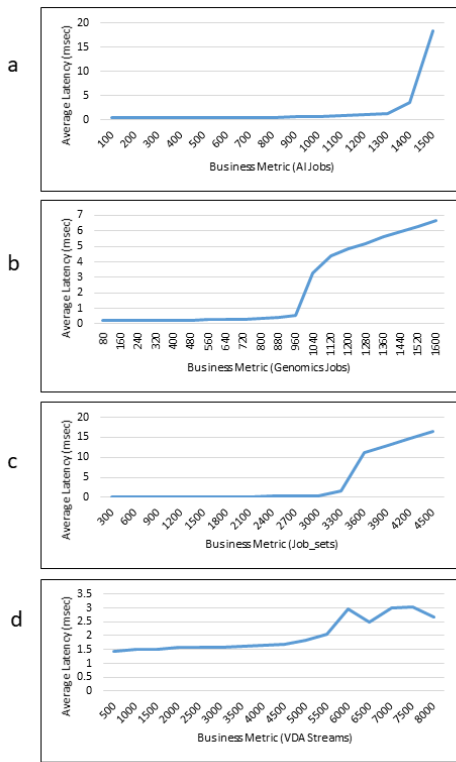 a
Average Latency (msec)
20
15
10
5
0
100 200 300 400 500 600 700 800 900 1000 1100 1200 1300 1400 1500
Business Metric (AI Jobs)
b
Average Latency (msec)
7
6
5
4
3
2
1
0
80 160 240 320 400 480 560 640 720 800 880 960 1040 1120 1200 1280 1360 1440 1520 1600
Business Metric (Genomics Jobs)
c
Average Latency (msec)
20
15
10
5
0
300 600 900 1200 1500 1800 2100 2400 2700 3000 3300 3600 3900 4200 4500
Business Metric (Job_sets)
d
Average Latency (msec)
3.5
3
2.5
2
1.5
1
0.5
0
500 1000 1500 2000 2500 3000 3500 4000 4500 5000 5500 6000 6500 7000 7500 8000
Business Metric (VDA Streams)